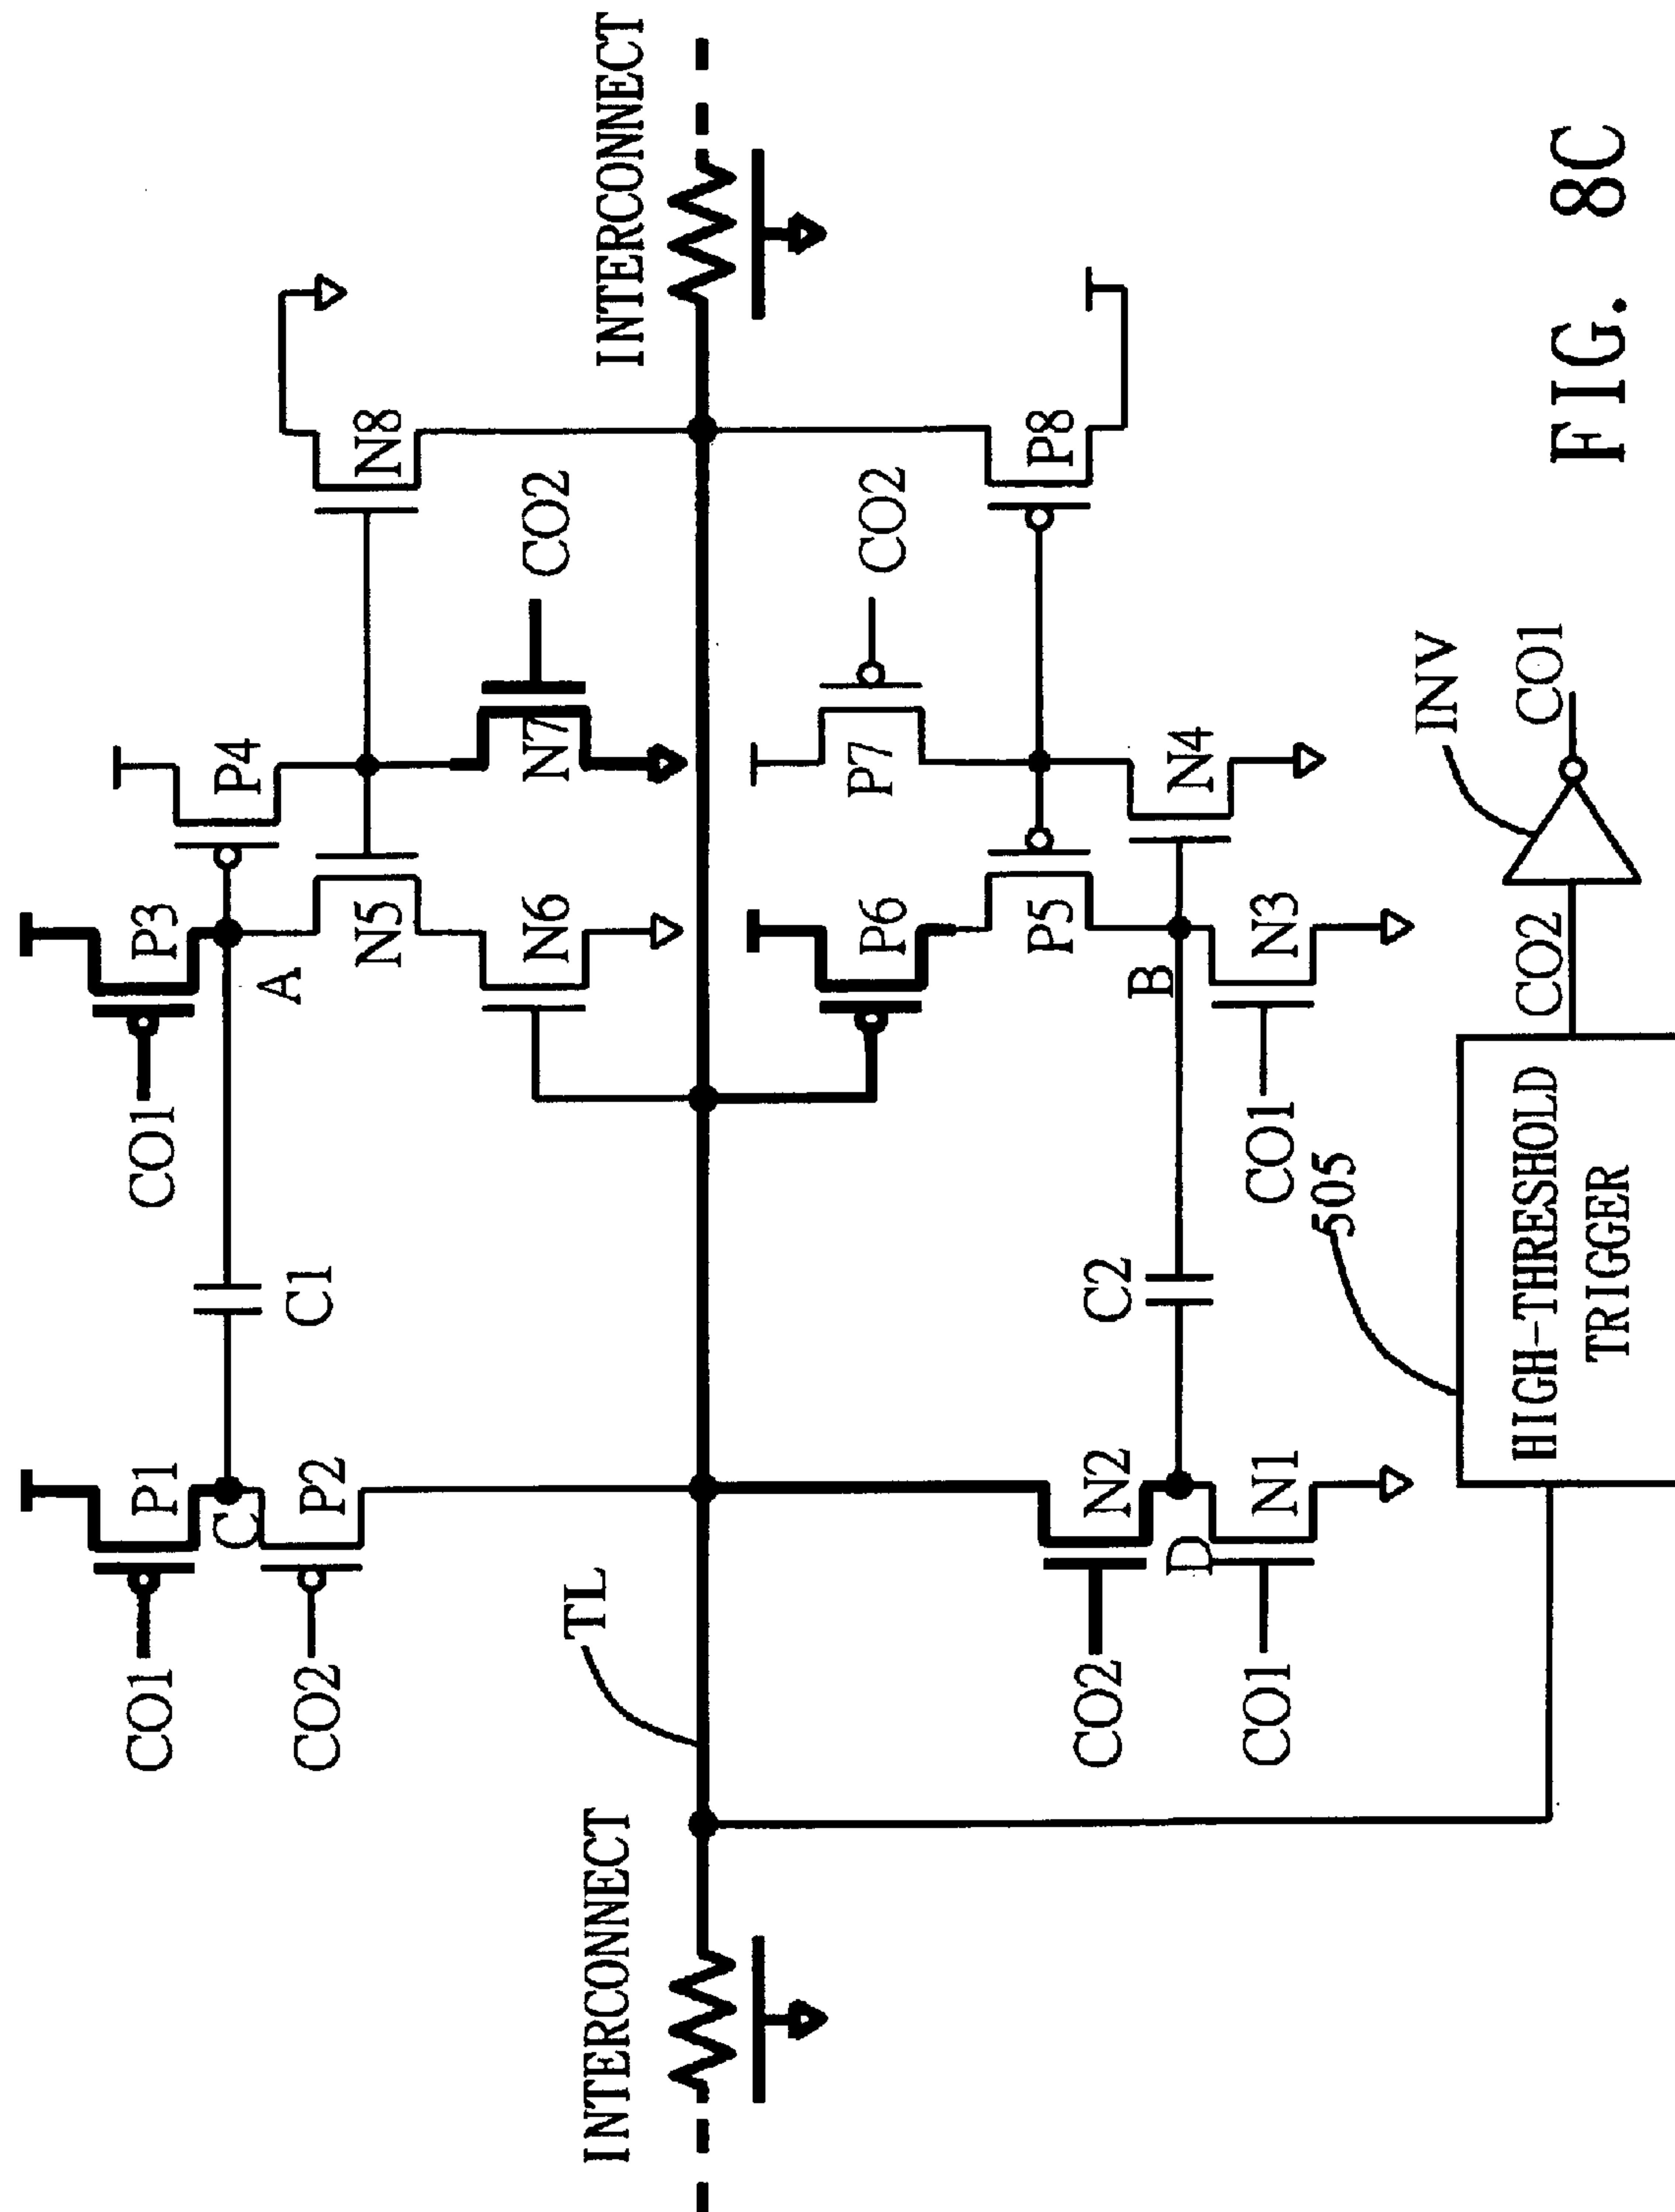 CO1
P1
C
CO2
P2
C1
CO1
P3
A
P4
N5
N6
N7
CO2
N8
INTERCONNECT
TL
INTERCONNECT
CO2
N2
D
CO1
N1
C2
P6
P5
B
P7
CO2
P8
N4
CO1
N3
505
HIGH-THRESHOLD
TRIGGER
CO2
INV
CO1
FIG. 8C